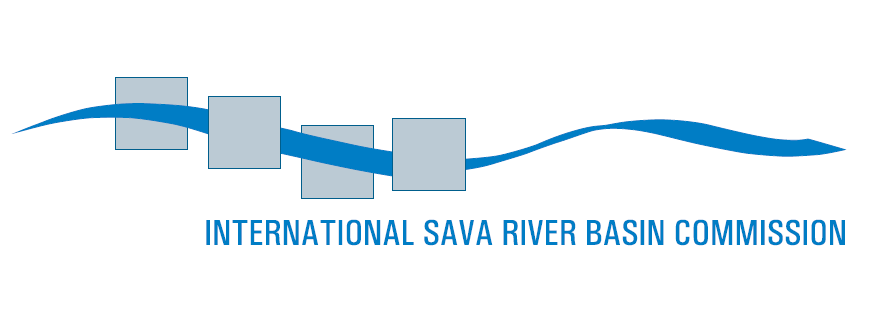 INTERNATIONAL SAVA RIVER BASIN COMMISSION